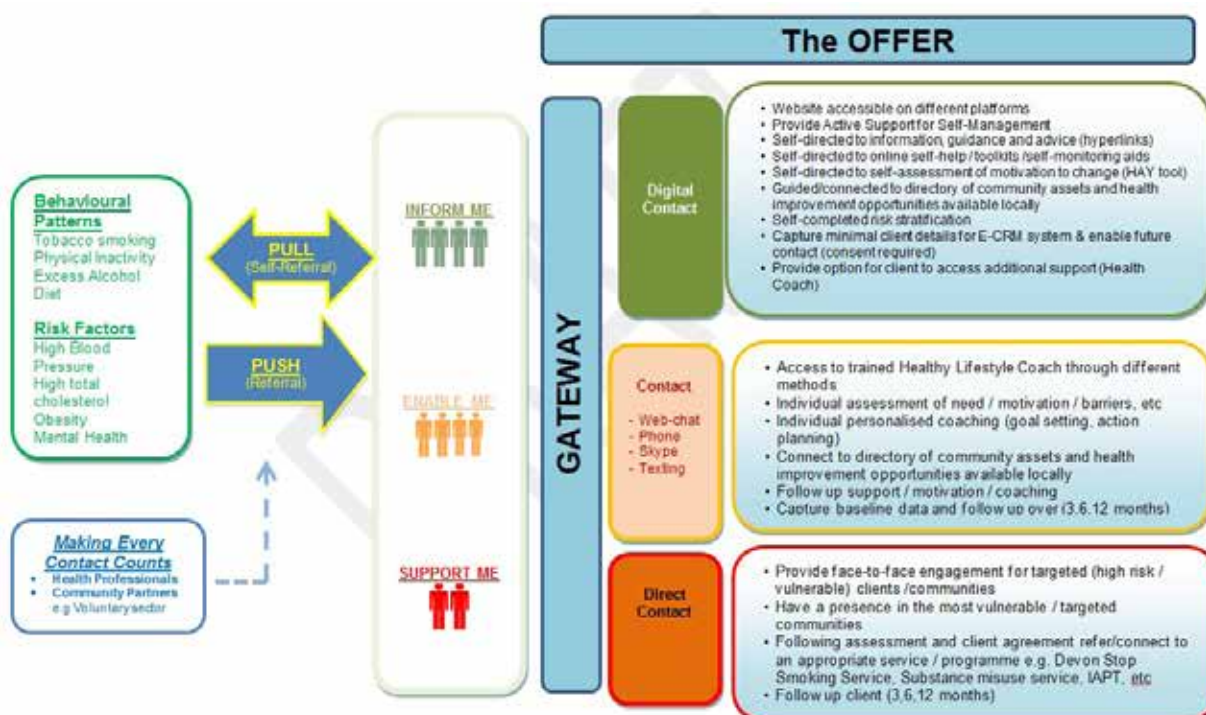 The OFFER
Behavioural
Patterns
Tobacco smoking
Physical Inactivity
Excess Alcohol
Diet
Risk Factors
High Blood
Pressure
High total
cholesterol
Obesity
Mental Health
Making Every
Contact Counts
• Health Professionals
• Community Partners
e.g Voluntary sector
PULL
(Self-Referral)
PUSH
(Referral)
INFORM ME
ENABLE ME
SUPPORT ME
GATEWAY
Digital
Contact
• Website accessible on different platforms
• Provide Active Support for Self-Management
• Self-directed to information, guidance and advice (hyperlinks)
• Self-directed to online self-help / toolkits / self-monitoring aids
• Self-directed to self-assessment of motivation to change (HAY tool)
• Guided/connected to directory of community assets and health
improvement opportunities available locally
• Self-completed risk stratification
• Capture minimal client details for E-CRM system & enable future
contact (consent required)
• Provide option for client to access additional support (Health
Coach)
Contact
- Web-chat
- Phone
- Skype
- Texting
• Access to trained Healthy Lifestyle Coach through different
methods
• Individual assessment of need / motivation / barriers, etc
• Individual personalised coaching (goal setting, action
planning)
• Connect to directory of community assets and health
improvement opportunities available locally
• Follow up support / motivation / coaching
• Capture baseline data and follow up over (3,6,12 months)
Direct
Contact
• Provide face-to-face engagement for targeted (high risk /
vulnerable) clients /communities
• Have a presence in the most vulnerable / targeted
communities
• Following assessment and client agreement refer/connect to
an appropriate service / programme e.g. Devon Stop
Smoking Service, Substance misuse service, IAPT, etc
• Follow up client (3,6,12 months)